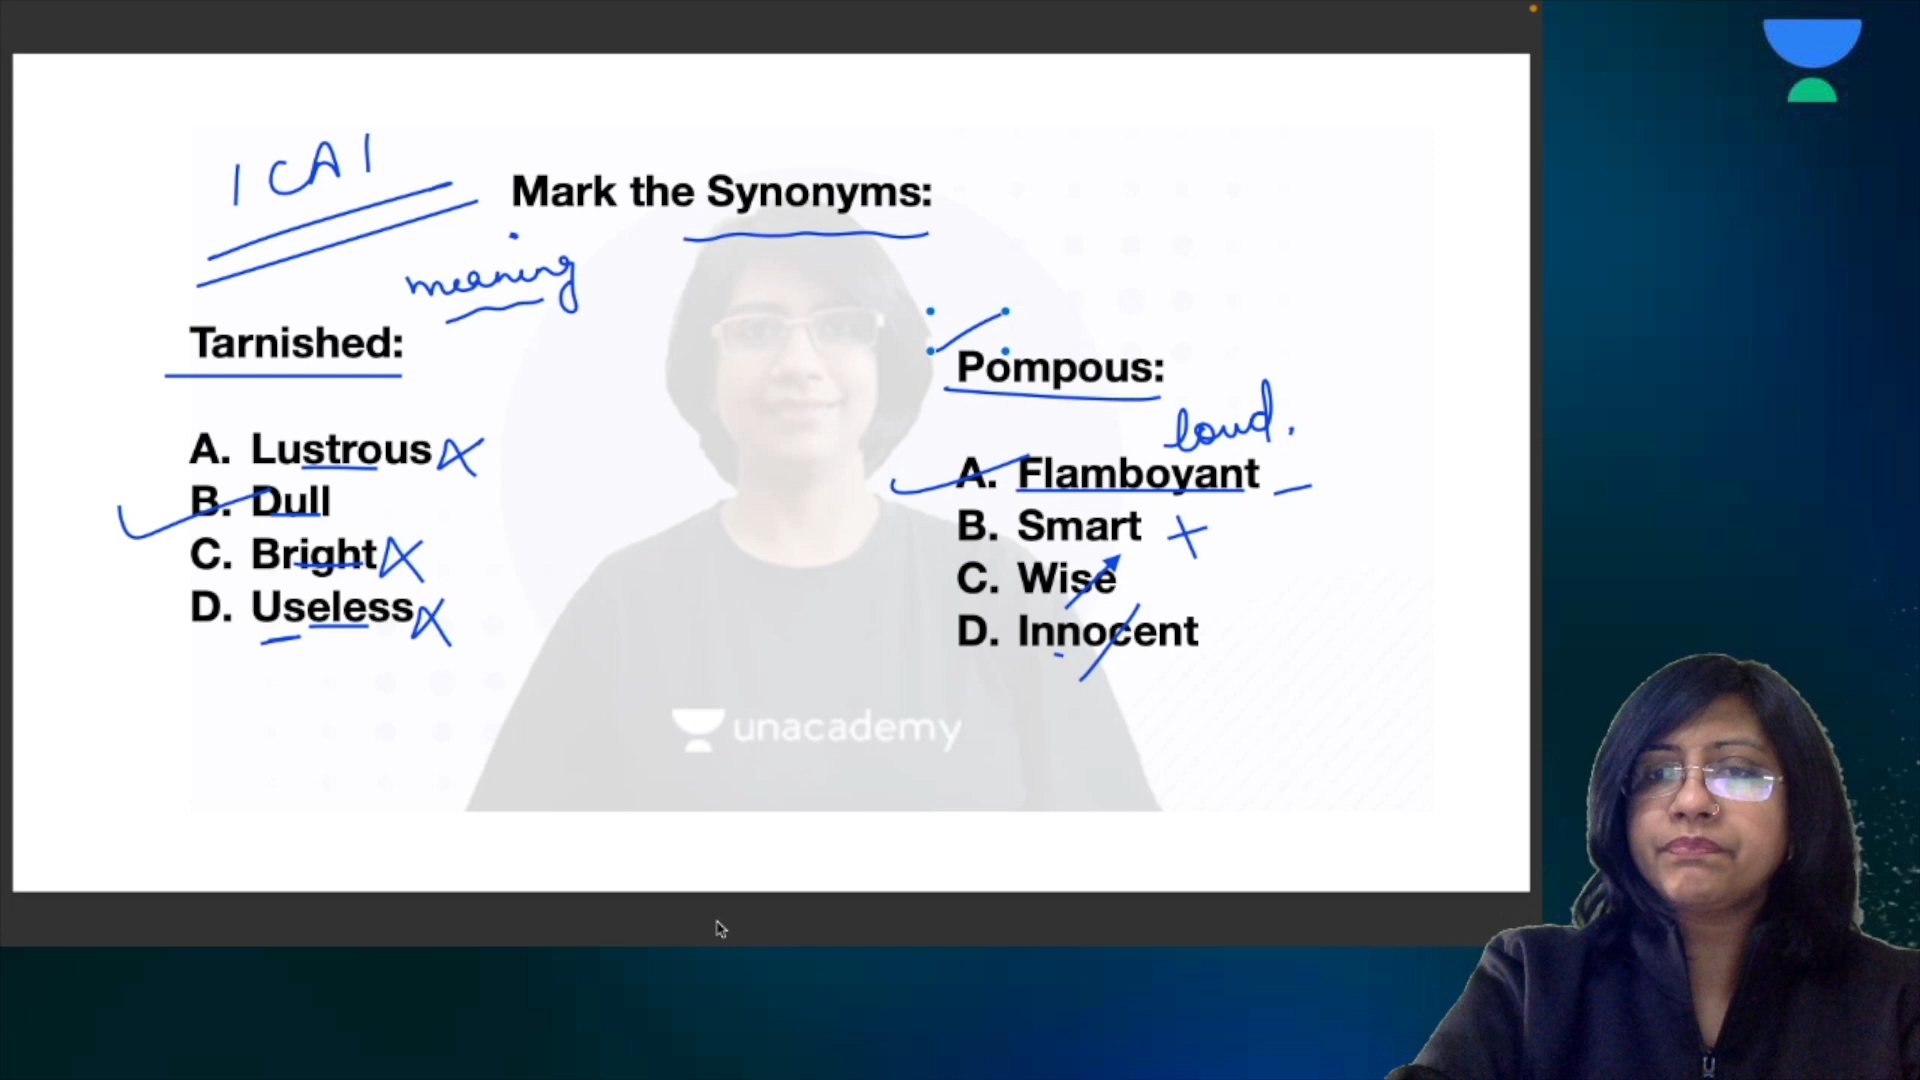 ICAI
Mark the Synonyms:
meaning
Tarnished:
A. Lustrous
B. Dull
C. Bright
D. Useless
Pompous:
loud.
A. Flamboyant
B. Smart
C. Wise
D. Innocent
unacademy